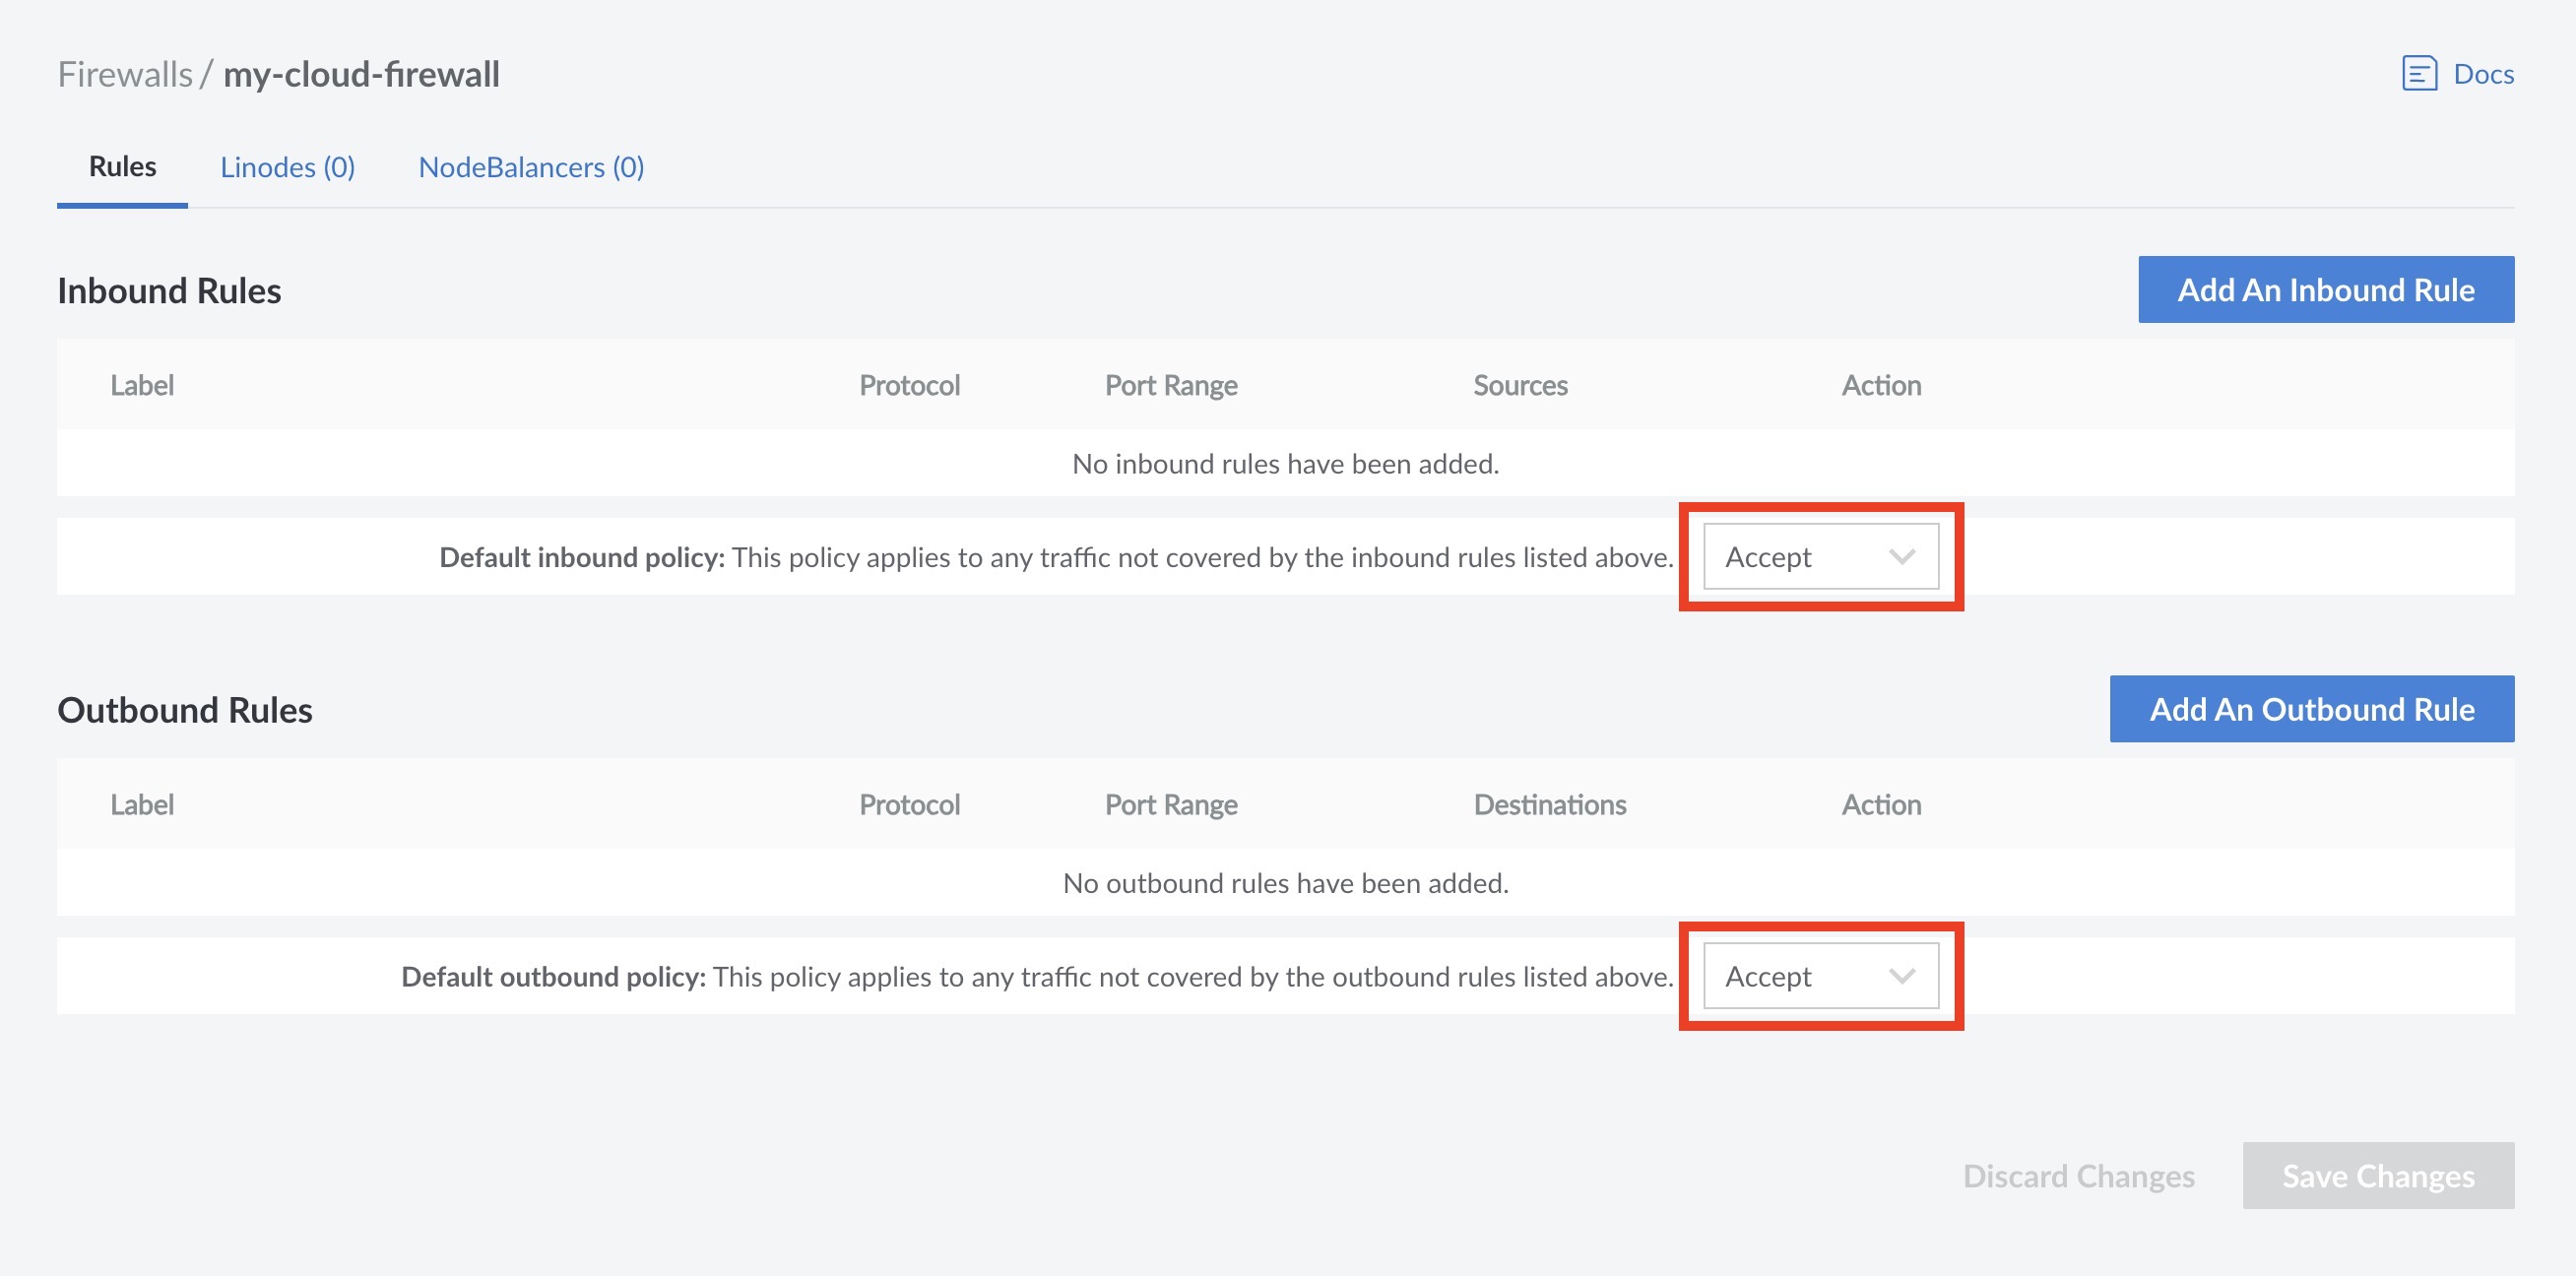 Firewalls / my-cloud-firewall
Docs
Rules Linodes (0) NodeBalancers (0)
Inbound Rules
Add An Inbound Rule
Label Protocol Port Range Sources Action
No inbound rules have been added.
Default inbound policy: This policy applies to any traffic not covered by the inbound rules listed above. Accept
Outbound Rules
Add An Outbound Rule
Label Protocol Port Range Destinations Action
No outbound rules have been added.
Default outbound policy: This policy applies to any traffic not covered by the outbound rules listed above. Accept
Discard Changes Save Changes